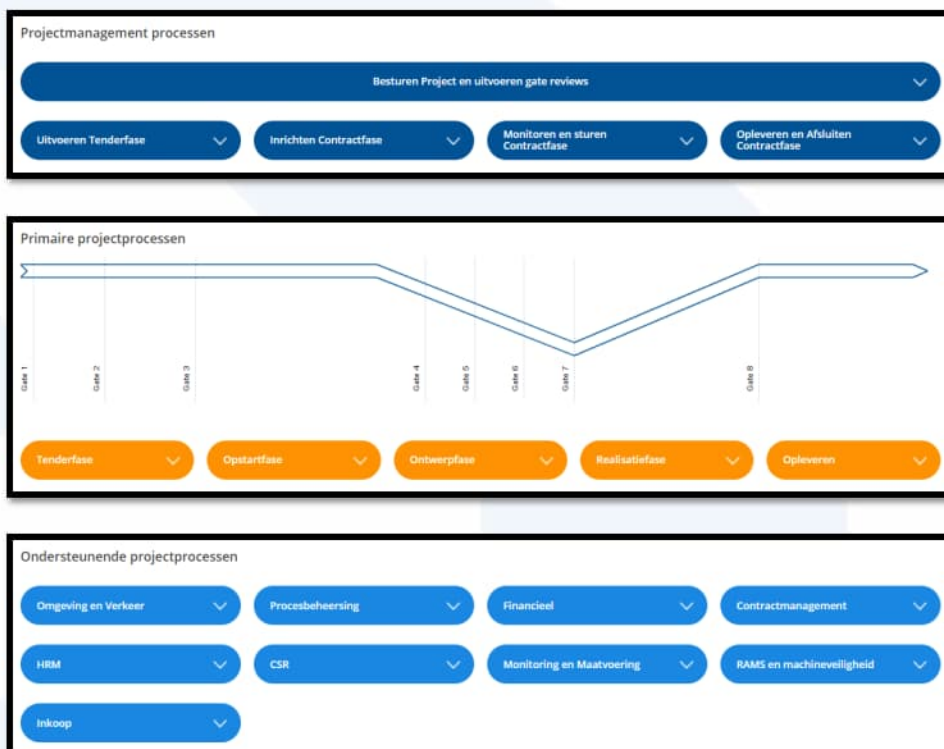 Projectmanagement processen
Besturen Project en uitvoeren gate reviews
Uitvoeren Tenderfase
Inrichten Contractfase
Monitoren en sturen
Contractfase
Opleveren en Afsluiten
Contractfase
Primaire projectprocessen
Gate 1
Gate 2
Gate 3
Gate 4
Gate 5
Gate 6
Gate 7
Gate 8
Tenderfase
Opstartfase
Ontwerpfase
Realisatiefase
Opleveren
Ondersteunende projectprocessen
Omgeving en Verkeer
Procesbeheersing
Financieel
Contractmanagement
HRM
CSR
Monitoring en Maatvoering
RAMS en machineveiligheid
Inkoop